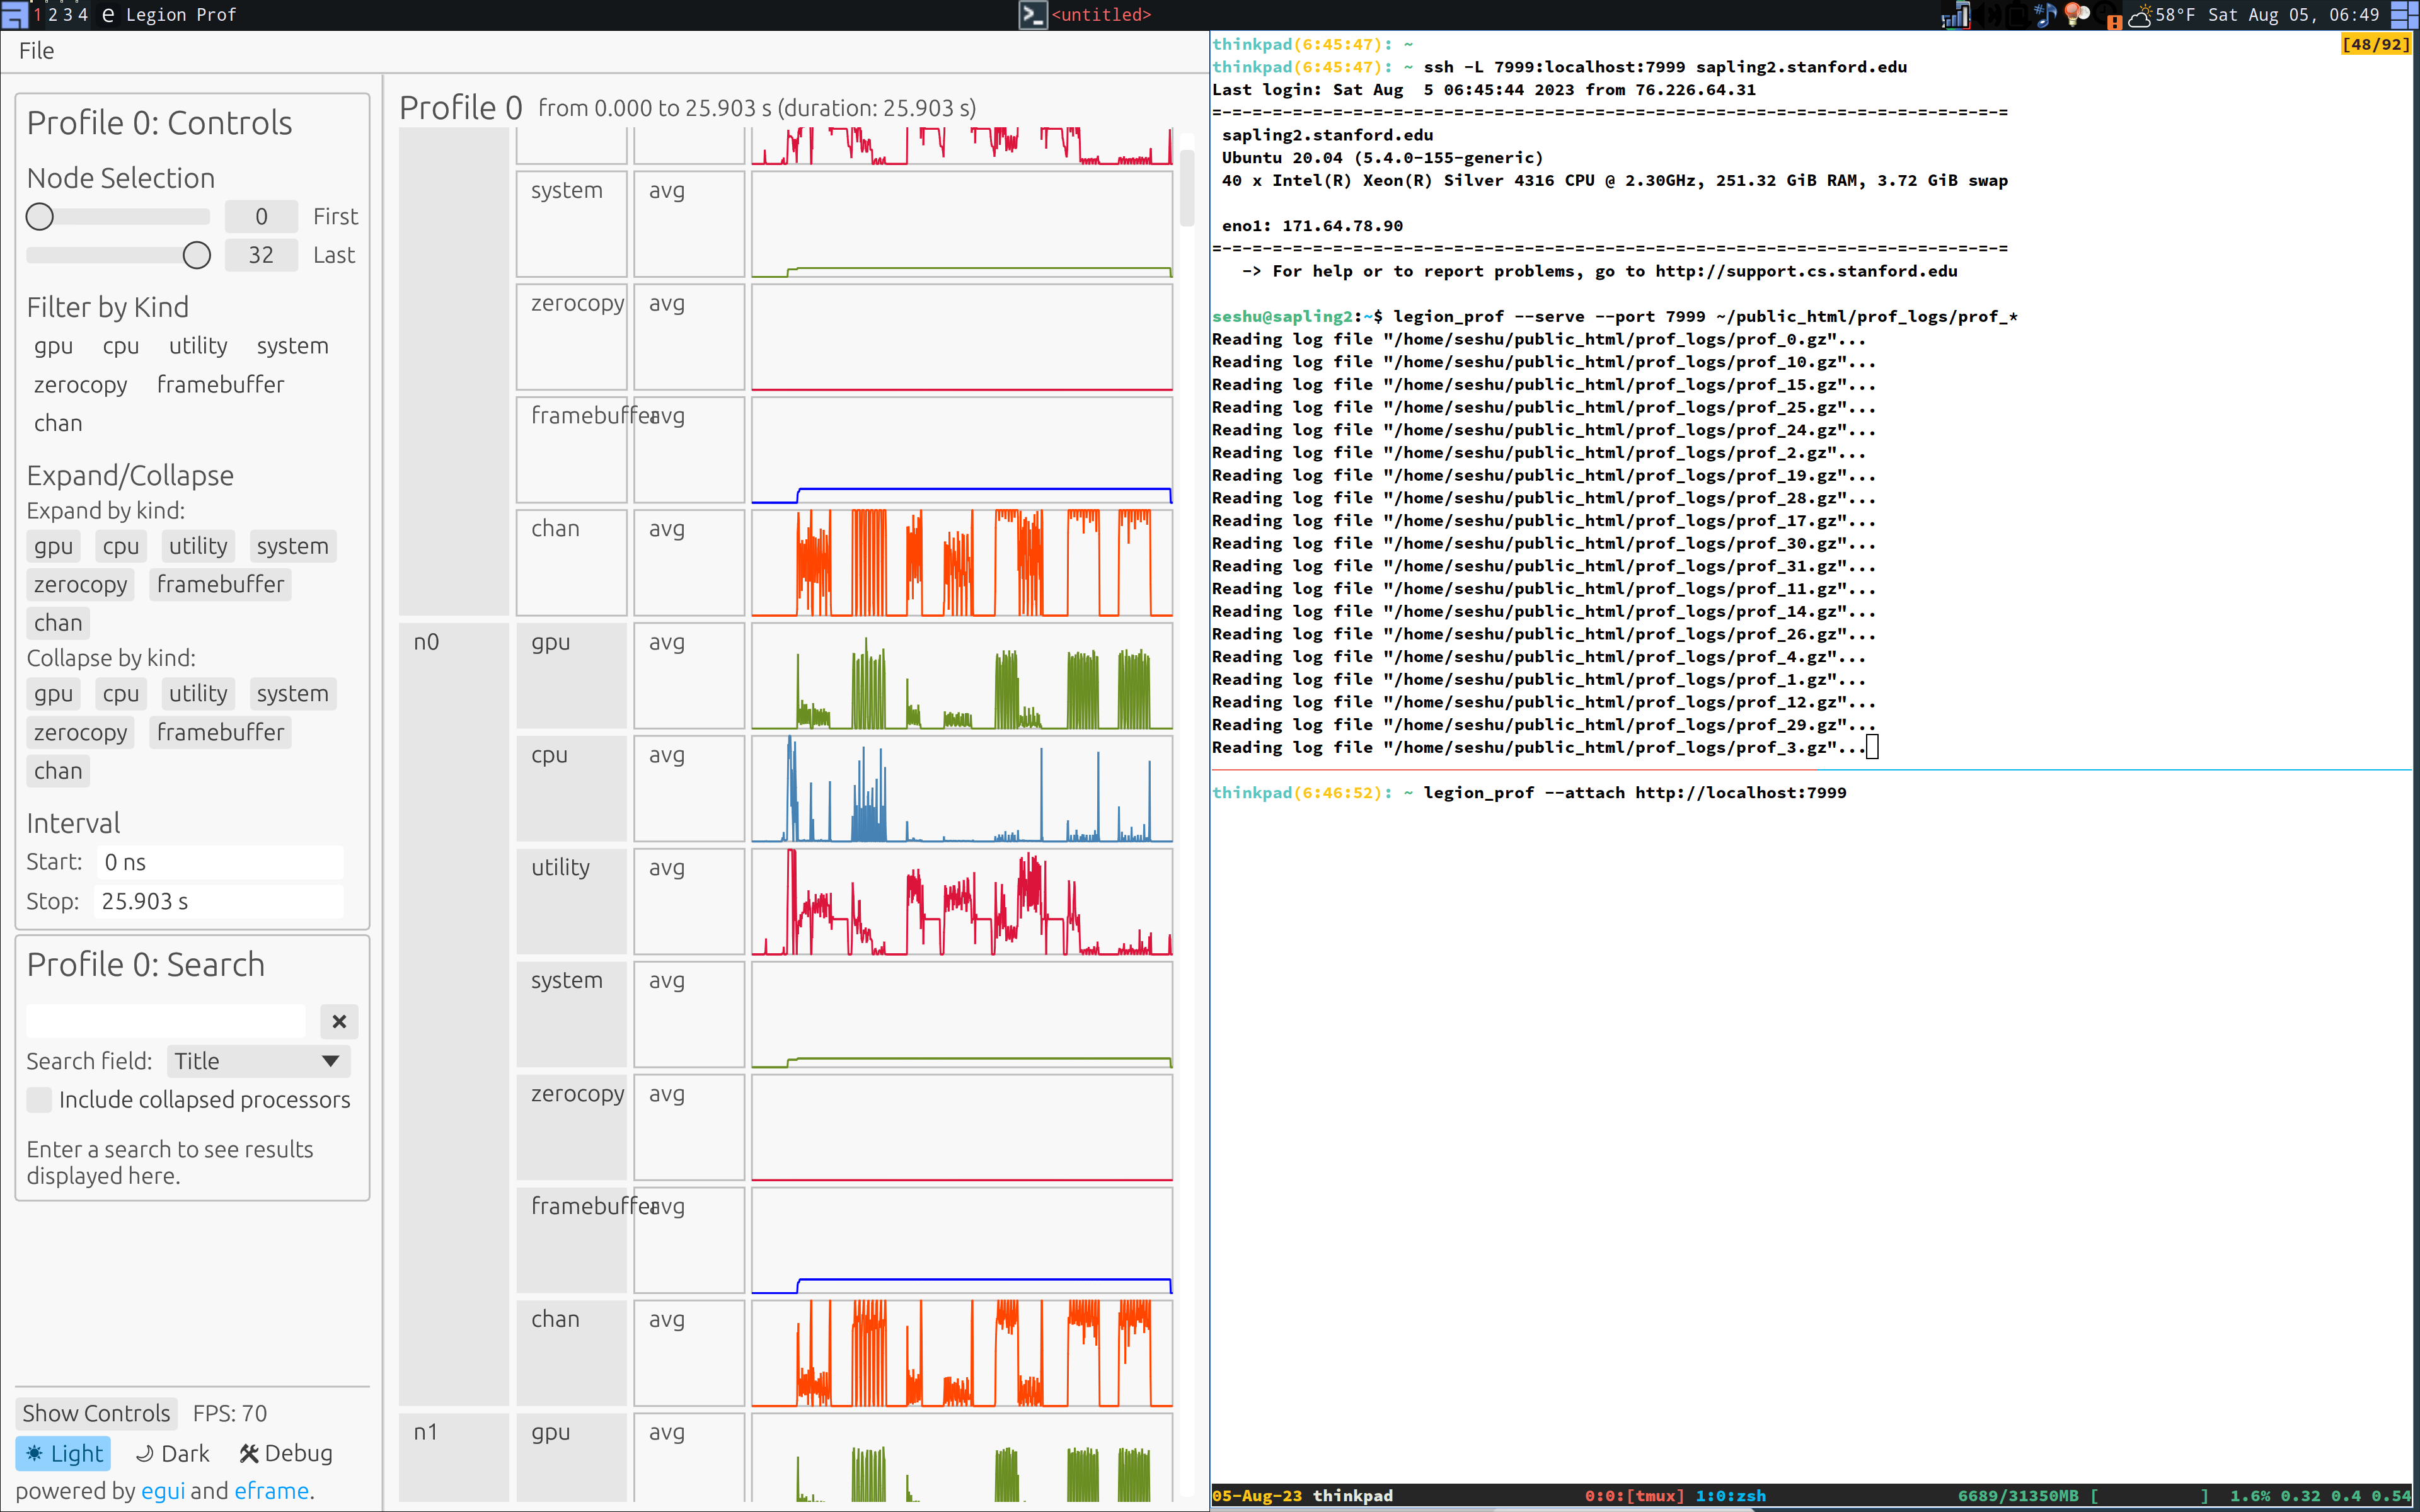 1 2 3 4 e Legion Prof
<untitled>
58°F Sat Aug 05, 06:49
File
Profile 0: Controls
Node Selection
0 First
32 Last
Filter by Kind
gpu cpu utility system
zerocopy framebuffer
chan
Expand/Collapse
Expand by kind:
gpu cpu utility system
zerocopy framebuffer
chan
Collapse by kind:
gpu cpu utility system
zerocopy framebuffer
chan
Interval
Start: 0 ns
Stop: 25.903 s
Profile 0: Search
Search field: Title
Include collapsed processors
Enter a search to see results
displayed here.
Show Controls FPS: 70
Light Dark Debug
powered by egui and eframe.
Profile 0 from 0.000 to 25.903 s (duration: 25.903 s)
system avg
zerocopy avg
framebuffer avg
chan avg
n0 gpu avg
cpu avg
utility avg
system avg
zerocopy avg
framebuffer avg
chan avg
n1 gpu avg
thinkpad(6:45:47): ~ [48/92]
thinkpad(6:45:47): ~ ssh -L 7999:localhost:7999 sapling2.stanford.edu
Last login: Sat Aug  5 06:45:44 2023 from 76.226.64.31
=-=-=-=-=-=-=-=-=-=-=-=-=-=-=-=-=-=-=-=-=-=-=-=-=-=-=-=-=-=-=-=-=-=-=-=-=-=-=-=
sapling2.stanford.edu
Ubuntu 20.04 (5.4.0-155-generic)
40 x Intel(R) Xeon(R) Silver 4316 CPU @ 2.30GHz, 251.32 GiB RAM, 3.72 GiB swap
eno1: 171.64.78.90
=-=-=-=-=-=-=-=-=-=-=-=-=-=-=-=-=-=-=-=-=-=-=-=-=-=-=-=-=-=-=-=-=-=-=-=-=-=-=-=
-> For help or to report problems, go to http://support.cs.stanford.edu
seshu@sapling2:~$ legion_prof --serve --port 7999 ~/public_html/prof_logs/prof_*
Reading log file "/home/seshu/public_html/prof_logs/prof_0.gz"...
Reading log file "/home/seshu/public_html/prof_logs/prof_10.gz"...
Reading log file "/home/seshu/public_html/prof_logs/prof_15.gz"...
Reading log file "/home/seshu/public_html/prof_logs/prof_25.gz"...
Reading log file "/home/seshu/public_html/prof_logs/prof_24.gz"...
Reading log file "/home/seshu/public_html/prof_logs/prof_2.gz"...
Reading log file "/home/seshu/public_html/prof_logs/prof_19.gz"...
Reading log file "/home/seshu/public_html/prof_logs/prof_28.gz"...
Reading log file "/home/seshu/public_html/prof_logs/prof_17.gz"...
Reading log file "/home/seshu/public_html/prof_logs/prof_30.gz"...
Reading log file "/home/seshu/public_html/prof_logs/prof_31.gz"...
Reading log file "/home/seshu/public_html/prof_logs/prof_11.gz"...
Reading log file "/home/seshu/public_html/prof_logs/prof_14.gz"...
Reading log file "/home/seshu/public_html/prof_logs/prof_26.gz"...
Reading log file "/home/seshu/public_html/prof_logs/prof_4.gz"...
Reading log file "/home/seshu/public_html/prof_logs/prof_1.gz"...
Reading log file "/home/seshu/public_html/prof_logs/prof_12.gz"...
Reading log file "/home/seshu/public_html/prof_logs/prof_29.gz"...
Reading log file "/home/seshu/public_html/prof_logs/prof_3.gz"...
thinkpad(6:46:52): ~ legion_prof --attach http://localhost:7999
05-Aug-23 thinkpad 0:0:[tmux] 1:0:zsh 6689/31350MB [ ] 1.6% 0.32 0.4 0.54